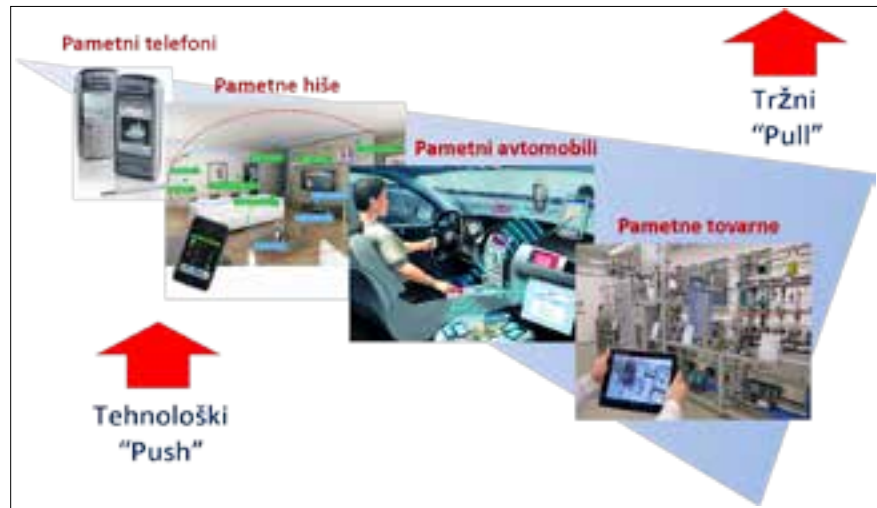 Pametni telefoni
Pametne hiše
Pametni avtomobili
Pametne tovarne
Tržni
“Pull”
Tehnološki
“Push”